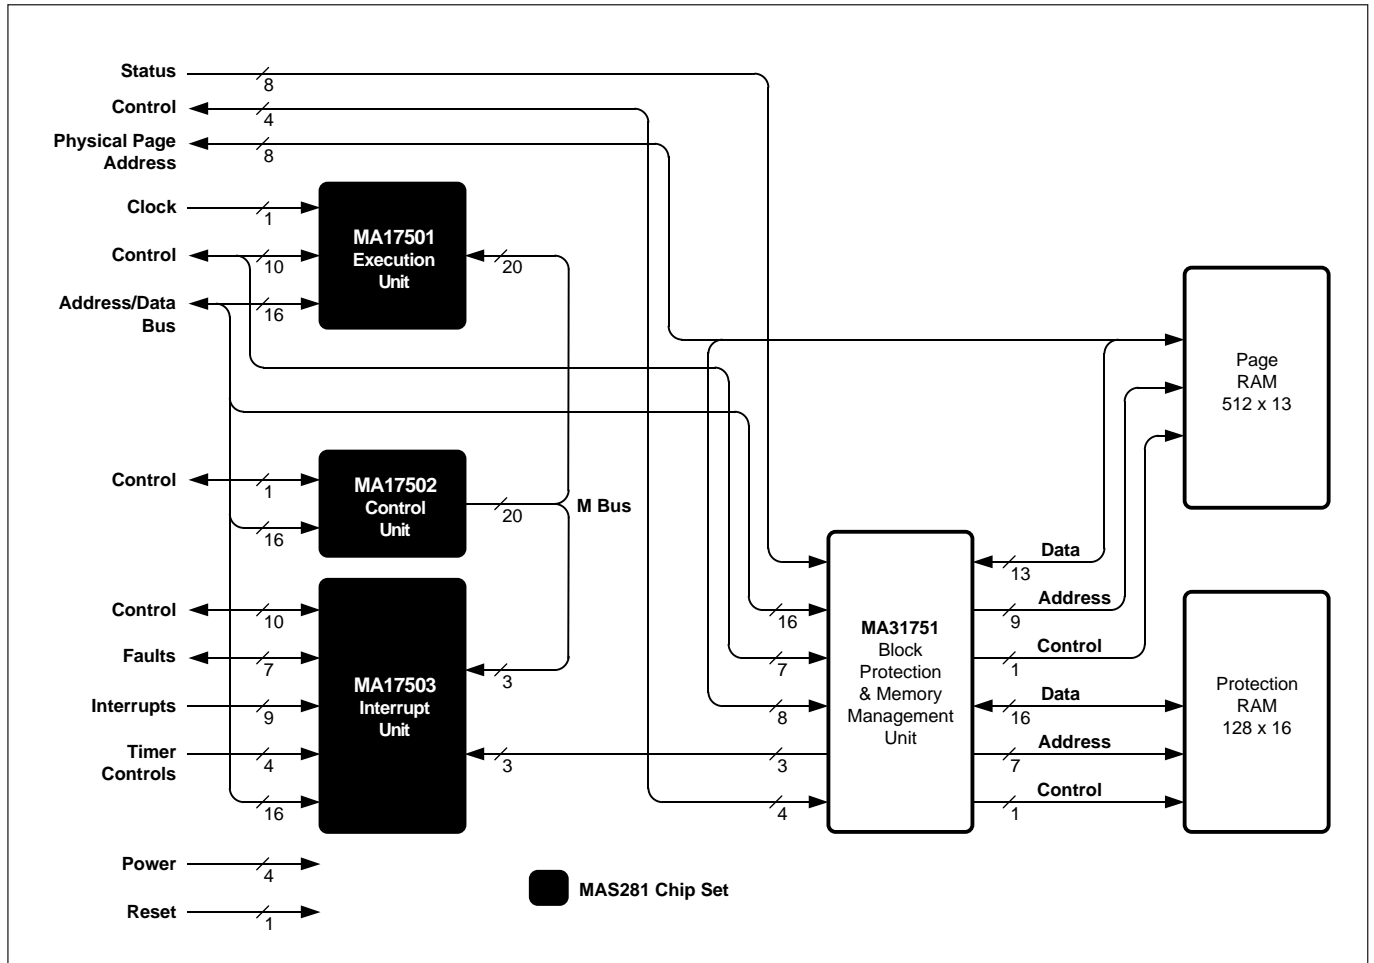 Status
8
Control
4
Physical Page
Address
8
Clock
1
Control
10
Address/Data
Bus
16
MA17501
Execution
Unit
20
Control
1
16
MA17502
Control
Unit
20
M Bus
Control
10
Faults
7
Interrupts
9
Timer
Controls
4
16
MA17503
Interrupt
Unit
3
3
Power
4
Reset
1
MAS281 Chip Set
16
7
8
3
4
MA31751
Block
Protection
& Memory
Management
Unit
Data
13
Address
9
Control
1
Data
16
Address
7
Control
1
Page
RAM
512 x 13
Protection
RAM
128 x 16